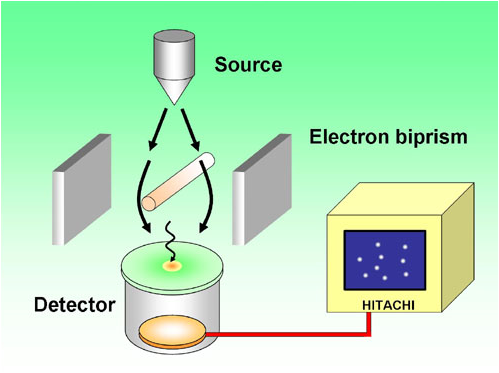 Source
Electron biprism
Detector
HITACHI